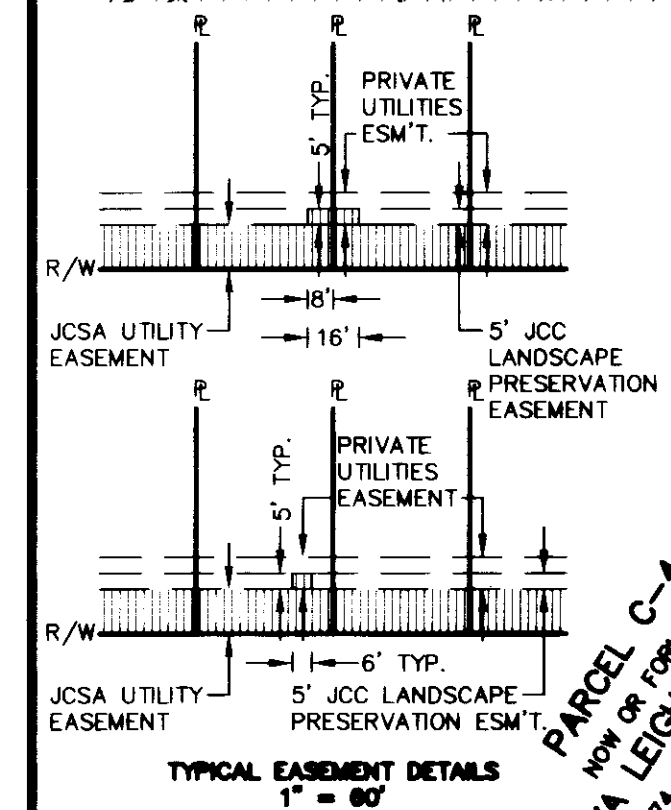 PL PL PL
5' TYP.
PRIVATE
UTILITIES
ESM'T.
R/W
8'
16'
JCSA UTILITY
EASEMENT
5' JCC
LANDSCAPE
PRESERVATION
EASEMENT
PL PL PL
5' TYP.
PRIVATE
UTILITIES
EASEMENT
R/W
6' TYP.
JCSA UTILITY
EASEMENT
5' JCC LANDSCAPE
PRESERVATION ESM'T.
TYPICAL EASEMENT DETAILS
1" = 60'
PARCEL C-
NOW OR